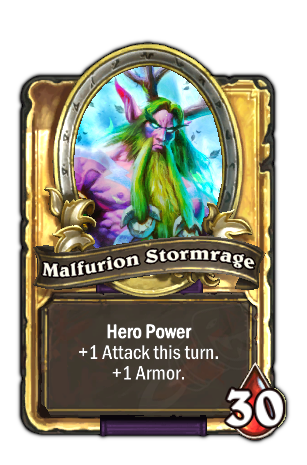 Malfurion Stormrage
Hero Power
+1 Attack this turn.
+1 Armor.
30